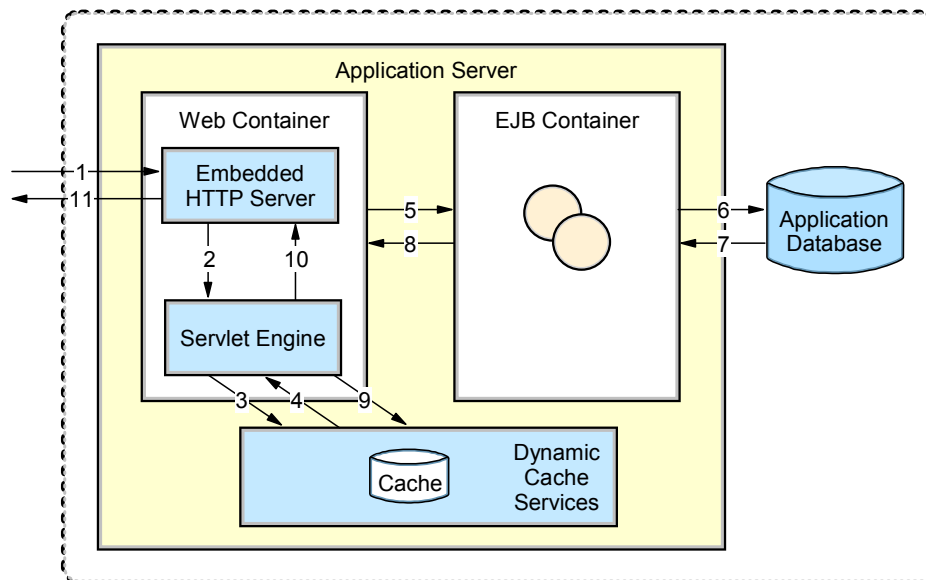 Application Server
Web Container
EJB Container
1
Embedded
HTTP Server
11
5
6
Application
Database
8
7
2
10
Servlet Engine
3
4
9
Dynamic
Cache
Services
Cache